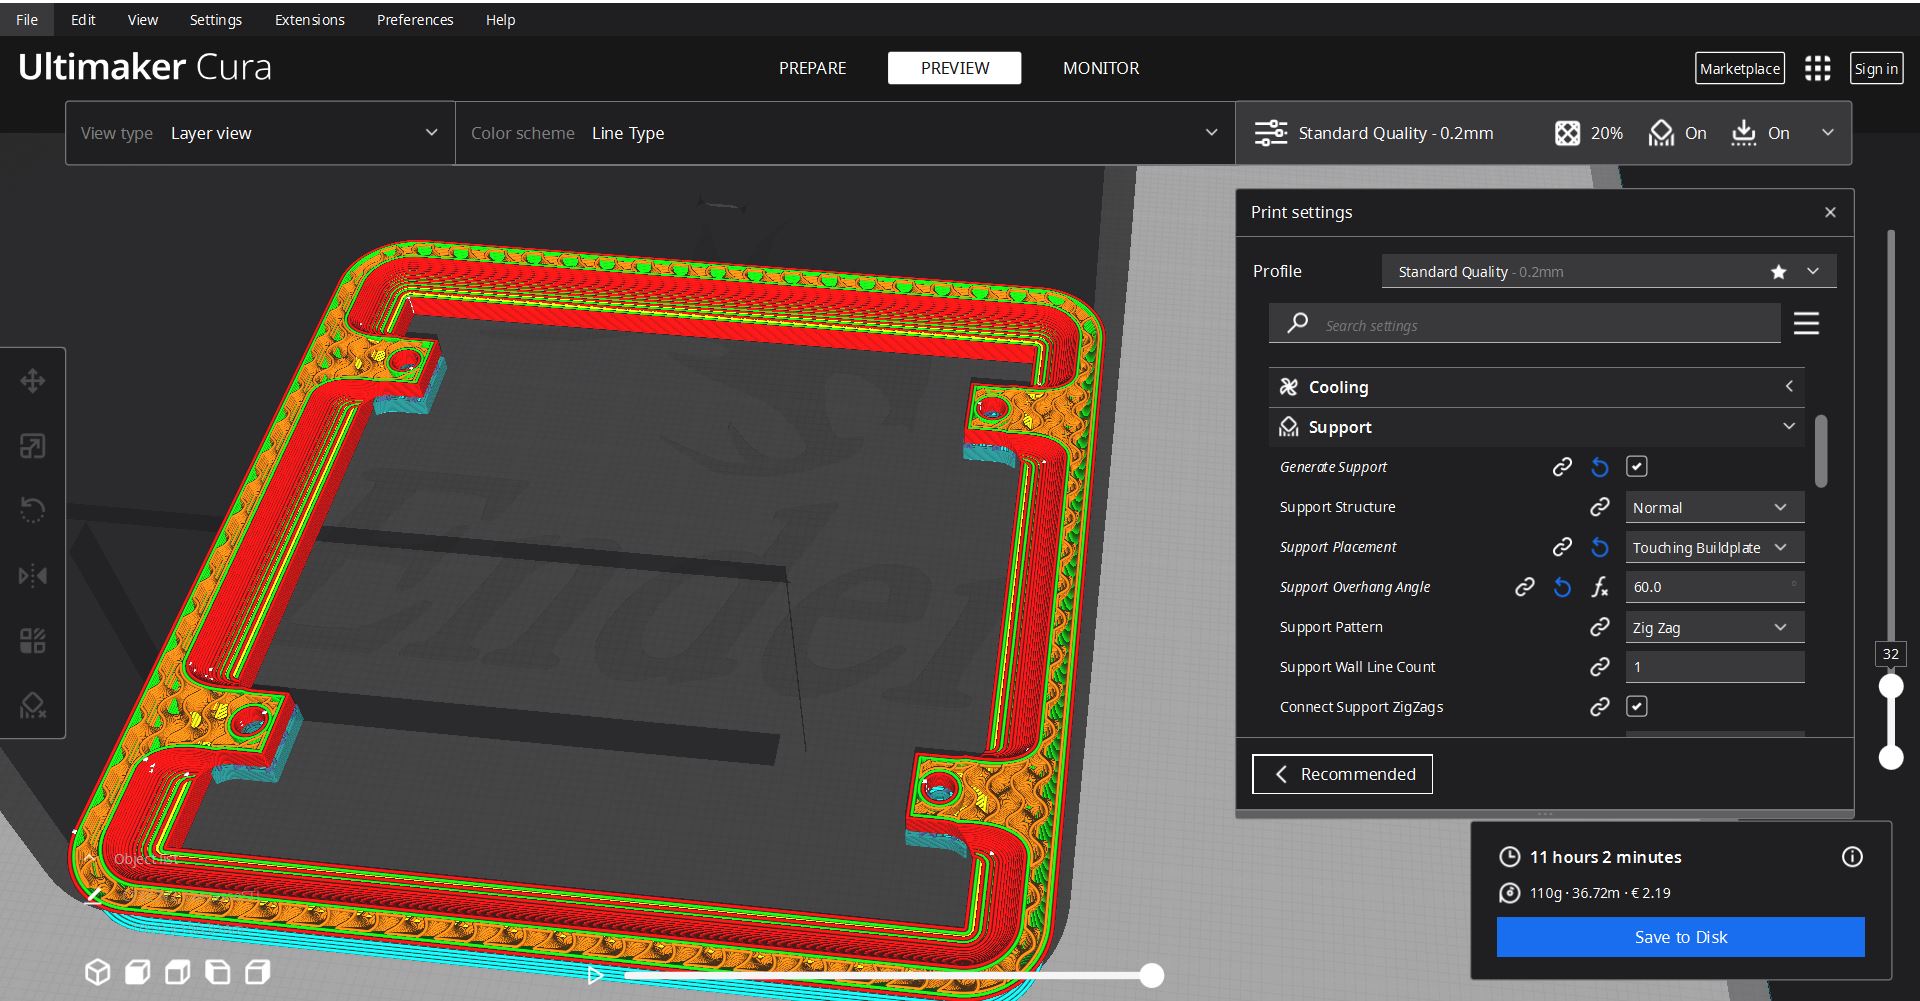 File Edit View Settings Extensions Preferences Help
Ultimaker Cura
PREPARE PREVIEW MONITOR
Marketplace Sign in
View type Layer view
Color scheme Line Type
Standard Quality - 0.2mm 20% On On
Print settings
Profile Standard Quality - 0.2mm
Search settings
Cooling
Support
Generate Support
Support Structure Normal
Support Placement Touching Buildplate
Support Overhang Angle 60.0 °
Support Pattern Zig Zag
Support Wall Line Count 1
Connect Support ZigZags
Recommended
32
Ender
Object list
11 hours 2 minutes
110g · 36.72m · € 2.19
Save to Disk